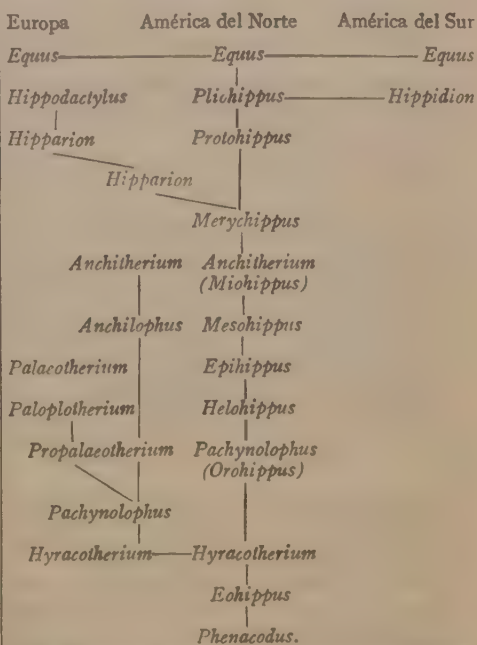 Europa América del Norte América del Sur
Equus Equus Equus
Hippodactylus Pliohippus Hippidion
Hipparion Protohippus
Hipparion
Merychippus
Anchitherium Anchitherium
(Miohippus)
Anchilophus Mesohippus
Palaeotherium Epihippus
Paloplotherium Helohippus
Propalaeotherium Pachynolophus
(Orohippus)
Pachynolophus
Hyracotherium Hyracotherium
Eohippus
Phenacodus.